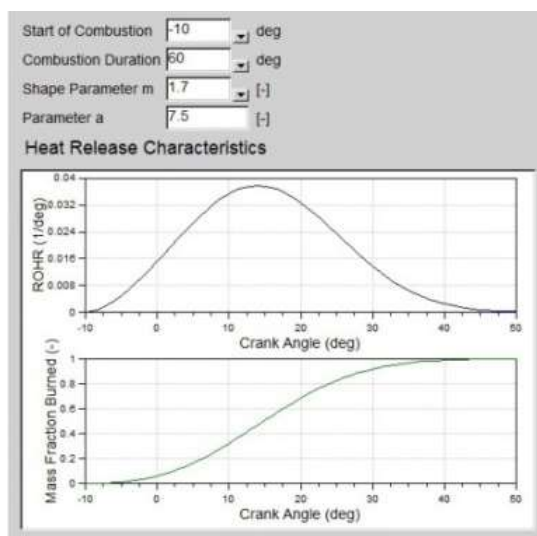 Start of Combustion -10 deg
Combustion Duration 60 deg
Shape Parameter m 1.7 [-]
Parameter a 7.5 [-]
Heat Release Characteristics
0.04
0.032
0.024
0.016
0.008
0
ROHR (1/deg)
-10 0 10 20 30 40 50
Crank Angle (deg)
1
0.8
0.6
0.4
0.2
0
Mass Fraction Burned (-)
-10 0 10 20 30 40 50
Crank Angle (deg)